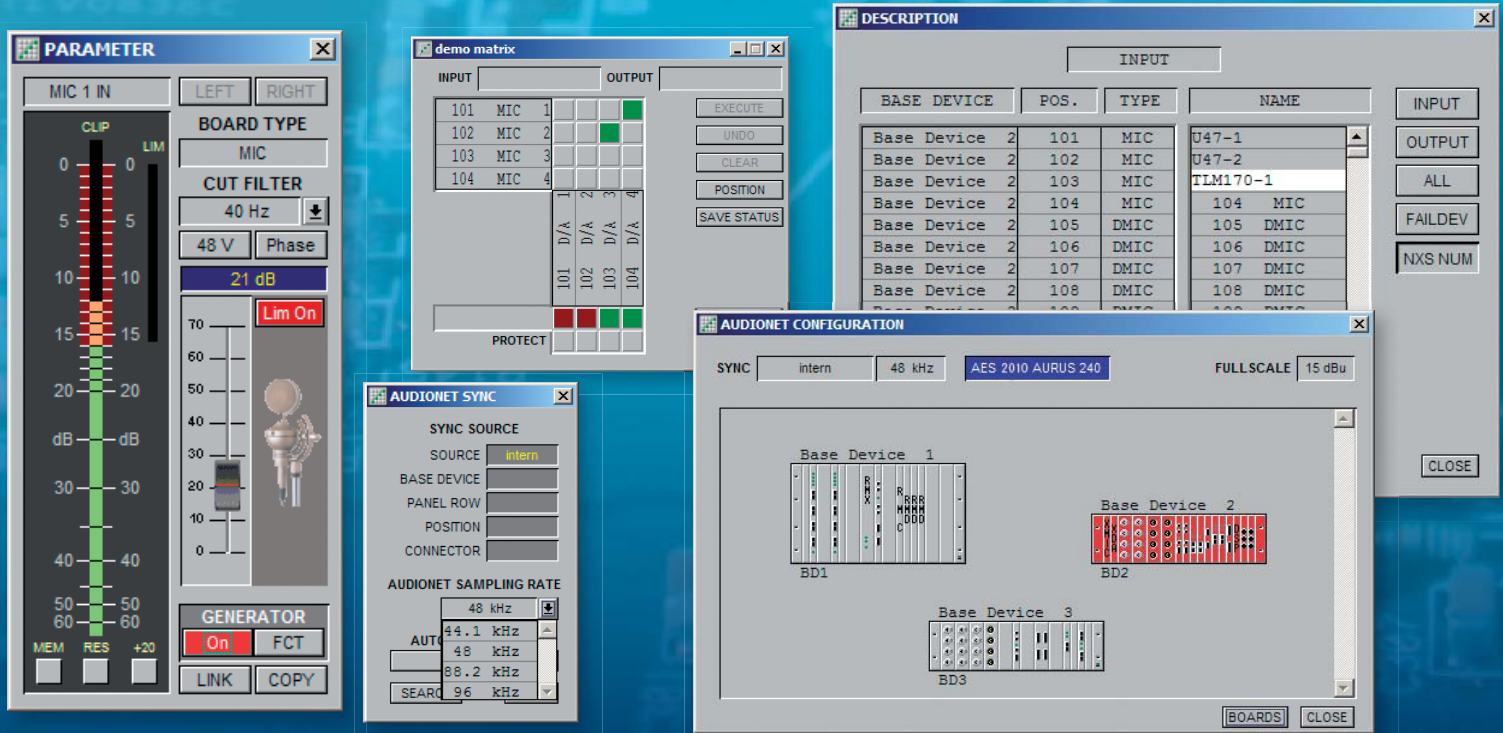 PARAMETER
MIC 1 IN
LEFT RIGHT
CLIP
LIM
BOARD TYPE
MIC
CUT FILTER
40 Hz
48 V Phase
21 dB
Lim On
0 0
5 5
10 10
15 15
20 20
dB dB
30 30
40 40
50 50
60 60
70
60
50
40
30
20
10
0
MEM RES +20
GENERATOR
On FCT
LINK COPY
demo matrix
INPUT OUTPUT
101 MIC 1
102 MIC 2
103 MIC 3
104 MIC 4
101 D/A 1
102 D/A 2
103 D/A 3
104 D/A 4
PROTECT
EXECUTE
UNDO
CLEAR
POSITION
SAVE STATUS
AUDIONET SYNC
SYNC SOURCE
SOURCE intern
BASE DEVICE
PANEL ROW
POSITION
CONNECTOR
AUDIONET SAMPLING RATE
48 kHz
44.1 kHz
48 kHz
88.2 kHz
96 kHz
DESCRIPTION
INPUT
BASE DEVICE POS. TYPE NAME
Base Device 2 101 MIC U47-1
Base Device 2 102 MIC U47-2
Base Device 2 103 MIC TLM170-1
Base Device 2 104 MIC 104 MIC
Base Device 2 105 DMIC 105 DMIC
Base Device 2 106 DMIC 106 DMIC
Base Device 2 107 DMIC 107 DMIC
Base Device 2 108 DMIC 108 DMIC
INPUT
OUTPUT
ALL
FAILDEV
NXS NUM
CLOSE
AUDIONET CONFIGURATION
SYNC intern 48 kHz AES 2010 AURUS 240 FULLSCALE 15 dBu
Base Device 1
BD1
Base Device 2
BD2
Base Device 3
BD3
BOARDS CLOSE